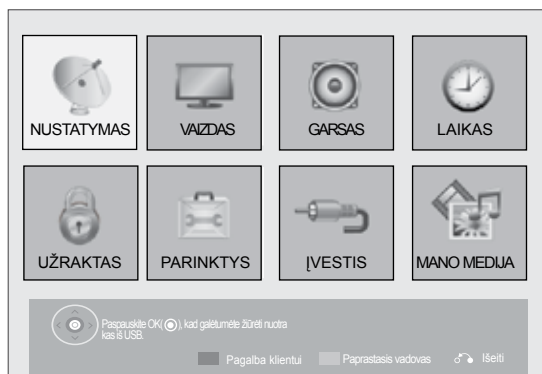 NUSTATYMAS VAIZDAS GARSAS LAIKAS
UŽRAKTAS PARINKTYS ĮVESTIS MANO MEDIJA
Paspauskite OK(), kad galėtumėte žiūrėti nuotra
kas iš USB.
Pagalba klientui Paprastasis vadovas Išeiti